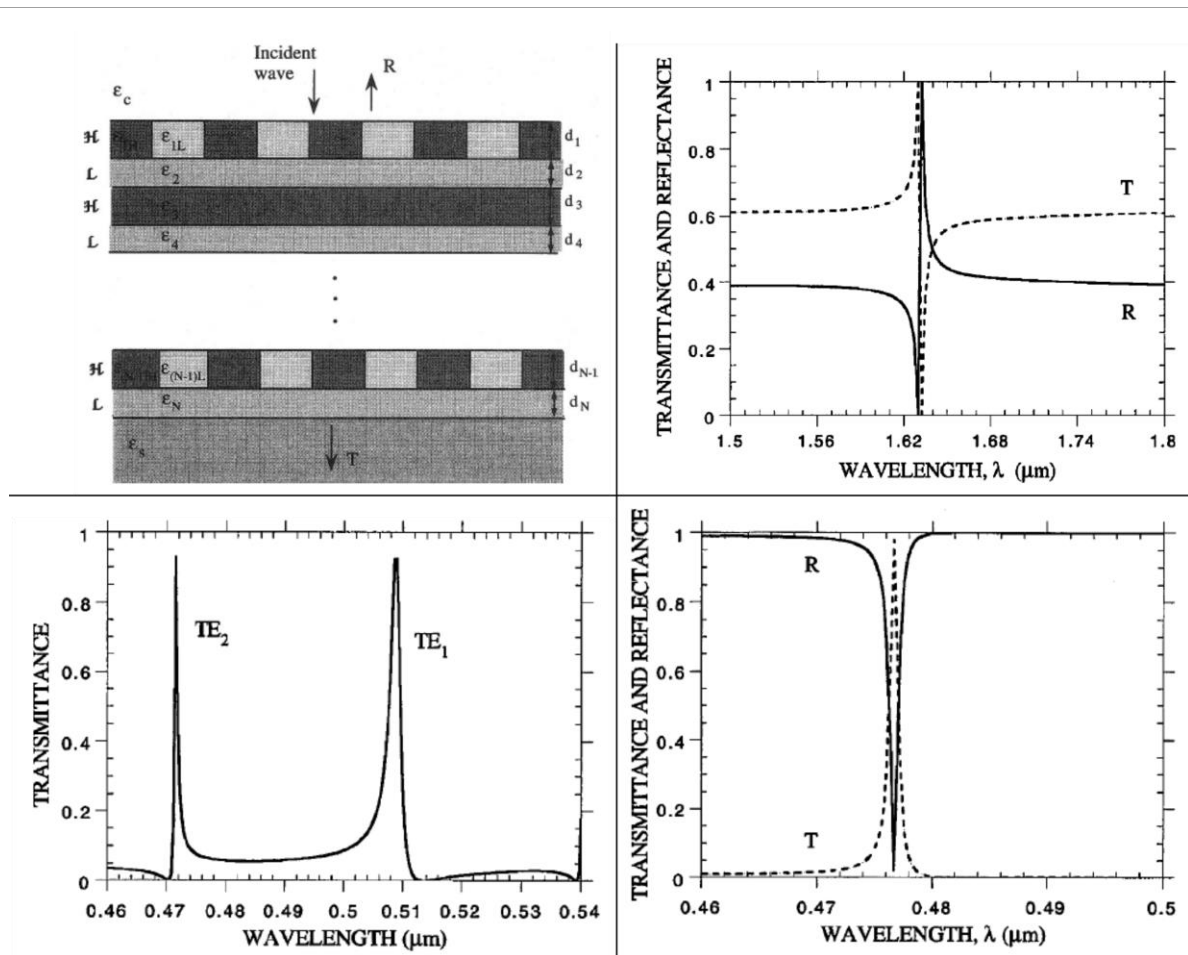 Incident
wave
R
ε_c
H
ε_1L
d_1
L
ε_2
d_2
H
ε_3
d_3
L
ε_4
d_4
H
ε_(N-1)L
d_N-1
L
ε_N
d_N
ε_s
T
TRANSMITTANCE AND REFLECTANCE
1
0.8
0.6
0.4
0.2
0
T
R
1.5
1.56
1.62
1.68
1.74
1.8
WAVELENGTH, λ (μm)
TRANSMITTANCE
1
0.8
0.6
0.4
0.2
0
TE_2
TE_1
0.46
0.47
0.48
0.49
0.5
0.51
0.52
0.53
0.54
WAVELENGTH (μm)
TRANSMITTANCE AND REFLECTANCE
1
0.8
0.6
0.4
0.2
0
R
T
0.46
0.47
0.48
0.49
0.5
WAVELENGTH, λ (μm)